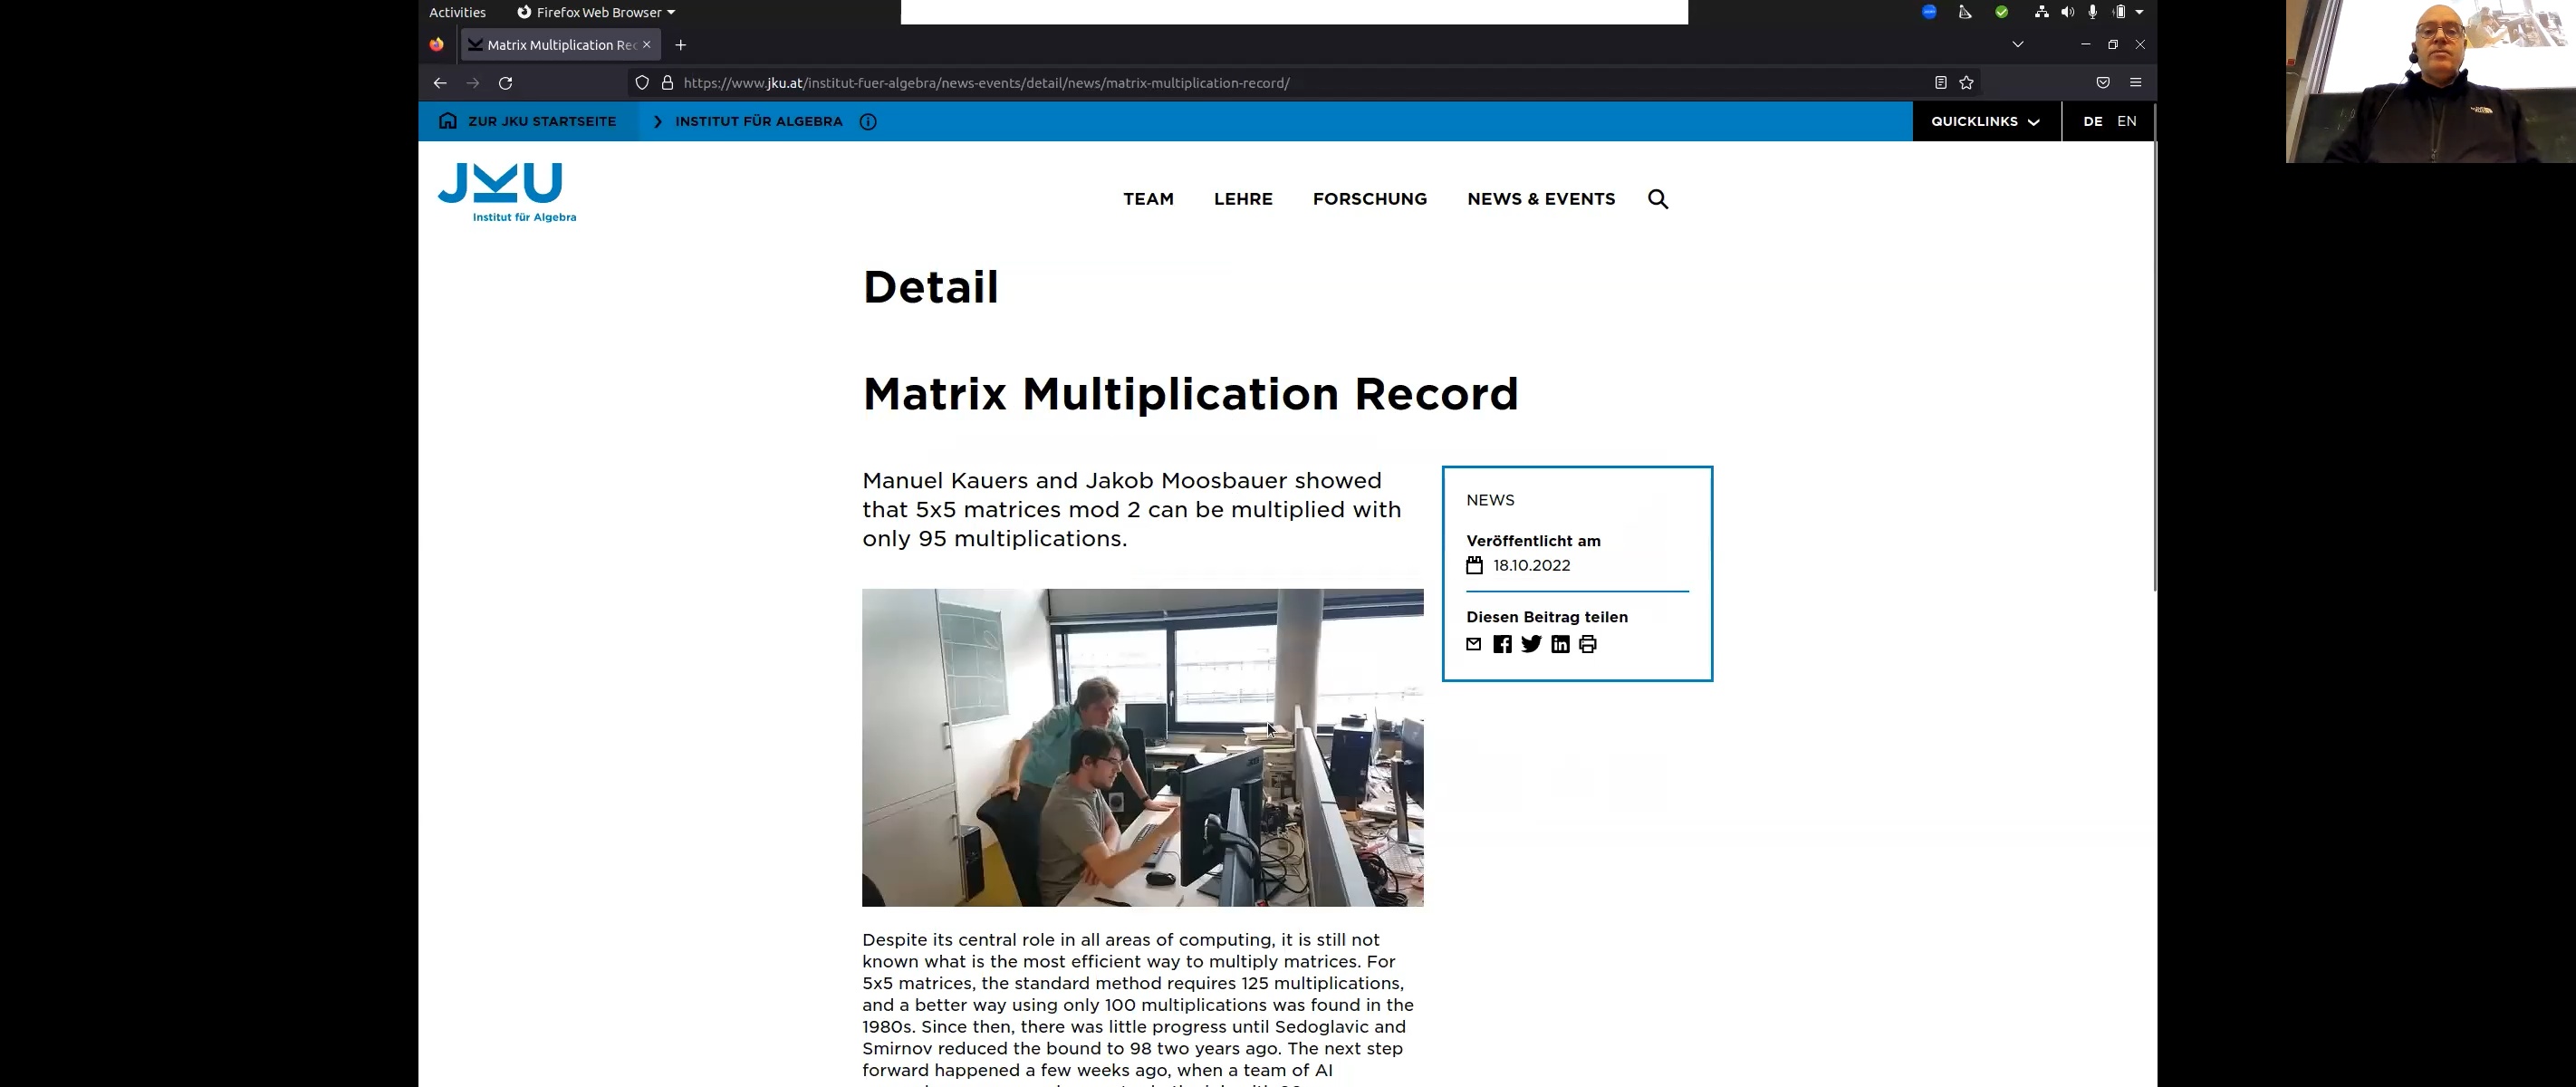 Activities
Firefox Web Browser
Matrix Multiplication Rec
https://www.jku.at/institut-fuer-algebra/news-events/detail/news/matrix-multiplication-record/
ZUR JKU STARTSEITE
INSTITUT FÜR ALGEBRA
QUICKLINKS
DE EN
JKU
Institut für Algebra
TEAM
LEHRE
FORSCHUNG
NEWS & EVENTS
Detail
Matrix Multiplication Record
Manuel Kauers and Jakob Moosbauer showed
that 5x5 matrices mod 2 can be multiplied with
only 95 multiplications.
NEWS
Veröffentlicht am
18.10.2022
Diesen Beitrag teilen
Despite its central role in all areas of computing, it is still not
known what is the most efficient way to multiply matrices. For
5x5 matrices, the standard method requires 125 multiplications,
and a better way using only 100 multiplications was found in the
1980s. Since then, there was little progress until Sedoglavic and
Smirnov reduced the bound to 98 two years ago. The next step
forward happened a few weeks ago, when a team of AI